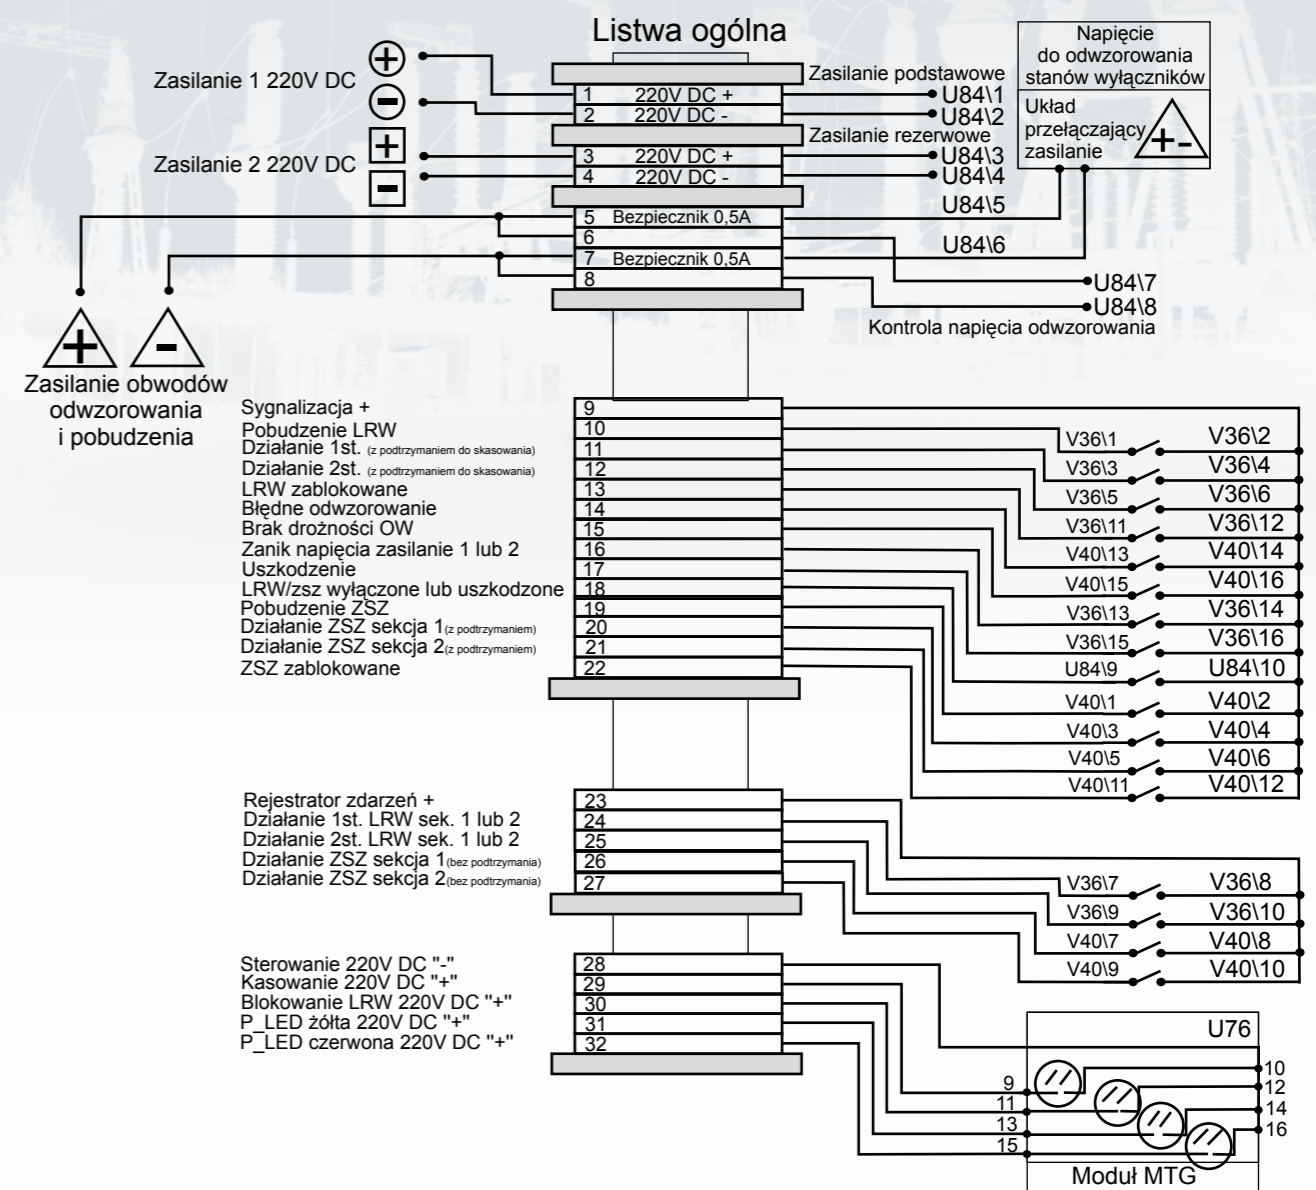 Listwa ogólna
Zasilanie 1 220V DC
Zasilanie 2 220V DC
1 220V DC +
2 220V DC -
3 220V DC +
4 220V DC -
5 Bezpiecznik 0,5A
6
7 Bezpiecznik 0,5A
8
Zasilanie podstawowe
U84\1
U84\2
Zasilanie rezerwowe
U84\3
U84\4
U84\5
U84\6
U84\7
U84\8
Kontrola napięcia odwzorowania
Napięcie
do odwzorowania
stanów wyłączników
Układ
przełączający
zasilanie
+ -
Zasilanie obwodów
odwzorowania
i pobudzenia
Sygnalizacja + 9
Pobudzenie LRW 10
Działanie 1st. (z podtrzymaniem do skasowania) 11
Działanie 2st. (z podtrzymaniem do skasowania) 12
LRW zablokowane 13
Błędne odwzorowanie 14
Brak drożności OW 15
Zanik napięcia zasilanie 1 lub 2 16
Uszkodzenie 17
LRW/zsz wyłączone lub uszkodzone 18
Pobudzenie ZSZ 19
Działanie ZSZ sekcja 1(z podtrzymaniem) 20
Działanie ZSZ sekcja 2(z podtrzymaniem) 21
ZSZ zablokowane 22
V36\1 V36\2
V36\3 V36\4
V36\5 V36\6
V36\11 V36\12
V40\13 V40\14
V40\15 V40\16
V36\13 V36\14
V36\15 V36\16
U84\9 U84\10
V40\1 V40\2
V40\3 V40\4
V40\5 V40\6
V40\11 V40\12
Rejestrator zdarzeń + 23
Działanie 1st. LRW sek. 1 lub 2 24
Działanie 2st. LRW sek. 1 lub 2 25
Działanie ZSZ sekcja 1(bez podtrzymania) 26
Działanie ZSZ sekcja 2(bez podtrzymania) 27
V36\7 V36\8
V36\9 V36\10
V40\7 V40\8
V40\9 V40\10
Sterowanie 220V DC "-" 28
Kasowanie 220V DC "+" 29
Blokowanie LRW 220V DC "+" 30
P_LED żółta 220V DC "+" 31
P_LED czerwona 220V DC "+" 32
U76
9 10
11 12
13 14
15 16
Moduł MTG